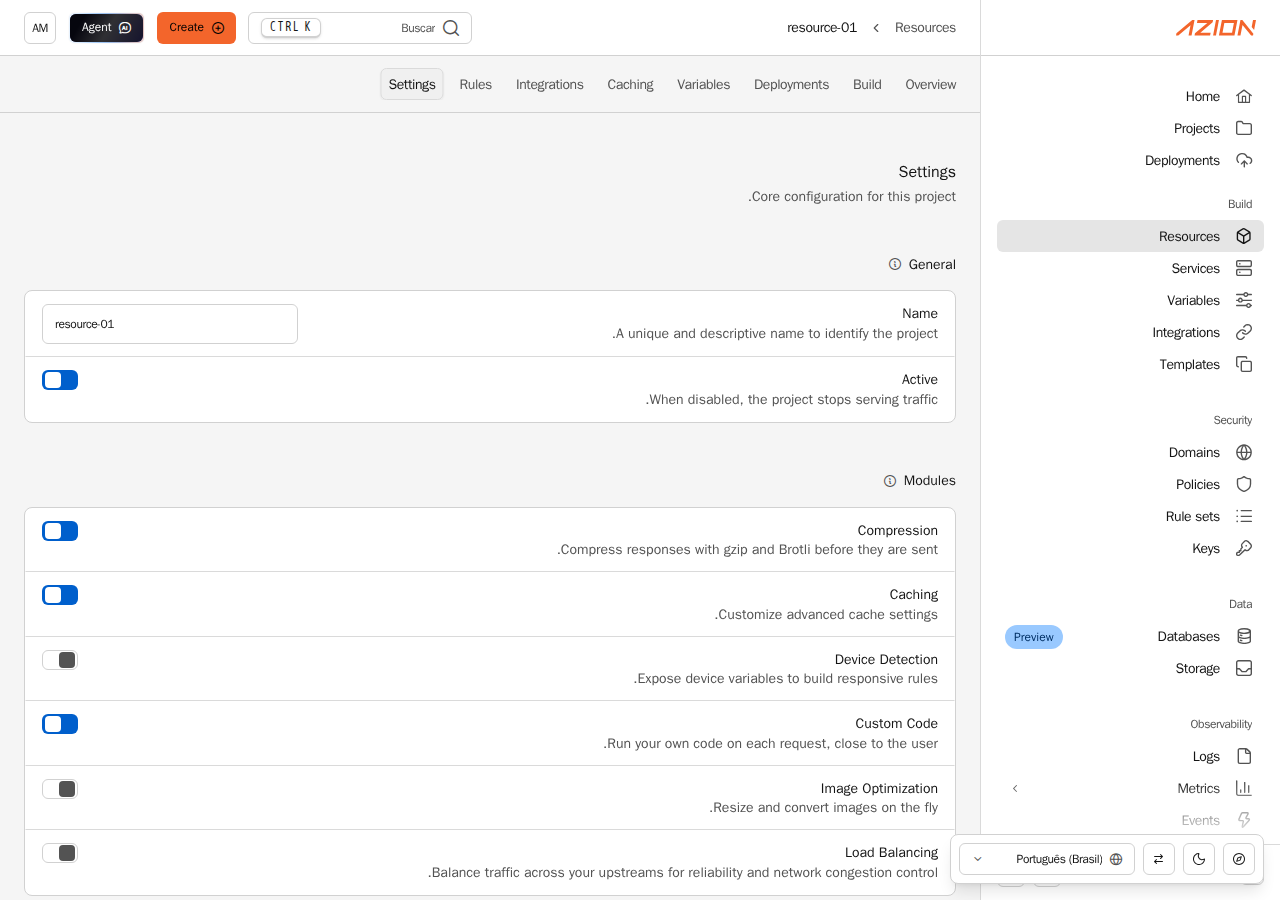 AZION
Resources
resource-01
Buscar
CTRL K
Create
Agent
AM
Overview
Build
Deployments
Variables
Caching
Integrations
Rules
Settings
Home
Projects
Deployments
Build
Resources
Services
Variables
Integrations
Templates
Security
Domains
Policies
Rule sets
Keys
Data
Databases
Preview
Storage
Observability
Logs
Metrics
Events
Settings
.Core configuration for this project
General
Name
.A unique and descriptive name to identify the project
resource-01
Active
.When disabled, the project stops serving traffic
Modules
Compression
.Compress responses with gzip and Brotli before they are sent
Caching
.Customize advanced cache settings
Device Detection
.Expose device variables to build responsive rules
Custom Code
.Run your own code on each request, close to the user
Image Optimization
.Resize and convert images on the fly
Load Balancing
.Balance traffic across your upstreams for reliability and network congestion control
Português (Brasil)